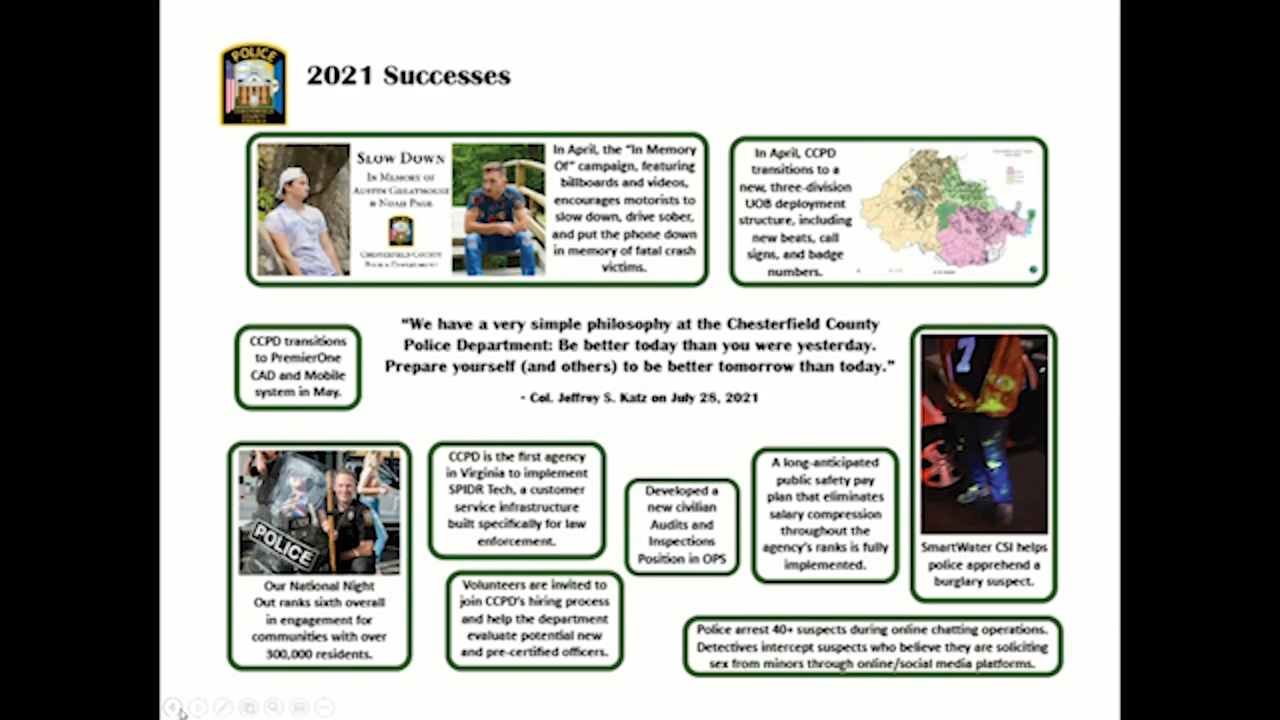 POLICE
2021 Successes
SLOW DOWN
IN MEMORY OF
AUSTIN GREATHOUSE
& NOAH PAGE
CHESTERFIELD COUNTY
POLICE DEPARTMENT
In April, the "In Memory
Of" campaign, featuring
billboards and videos,
encourages motorists to
slow down, drive sober,
and put the phone down
in memory of fatal crash
victims.
In April, CCPD
transitions to a
new, three-division
UOB deployment
structure, including
new beats, call
signs, and badge
numbers.
CCPD transitions
to PremierOne
CAD and Mobile
system in May.
"We have a very simple philosophy at the Chesterfield County
Police Department: Be better today than you were yesterday.
Prepare yourself (and others) to be better tomorrow than today."
- Col. Jeffrey S. Katz on July 28, 2021
7
SmartWater CSI helps
police apprehend a
burglary suspect.
POLICE
Our National Night
Out ranks sixth overall
in engagement for
communities with over
300,000 residents.
CCPD is the first agency
in Virginia to implement
SPIDR Tech, a customer
service infrastructure
built specifically for law
enforcement.
Volunteers are invited to
join CCPD's hiring process
and help the department
evaluate potential new
and pre-certified officers.
Developed a
new civilian
Audits and
Inspections
Position in OPS
A long-anticipated
public safety pay
plan that eliminates
salary compression
throughout the
agency's ranks is fully
implemented.
Police arrest 40+ suspects during online chatting operations.
Detectives intercept suspects who believe they are soliciting
sex from minors through online/social media platforms.